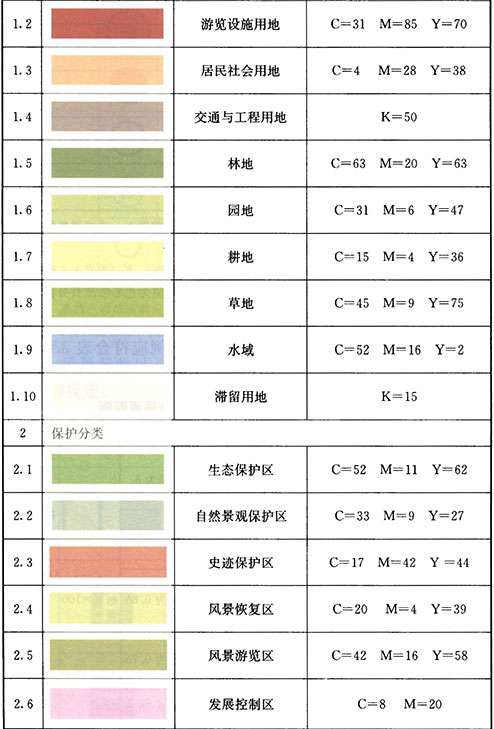 1.2 游览设施用地 C=31 M=85 Y=70
1.3 居民社会用地 C=4 M=28 Y=38
1.4 交通与工程用地 K=50
1.5 林地 C=63 M=20 Y=63
1.6 园地 C=31 M=6 Y=47
1.7 耕地 C=15 M=4 Y=36
1.8 草地 C=45 M=9 Y=75
1.9 水域 C=52 M=16 Y=2
1.10 滞留用地 K=15
2 保护分类
2.1 生态保护区 C=52 M=11 Y=62
2.2 自然景观保护区 C=33 M=9 Y=27
2.3 史迹保护区 C=17 M=42 Y=44
2.4 风景恢复区 C=20 M=4 Y=39
2.5 风景游览区 C=42 M=16 Y=58
2.6 发展控制区 C=8 M=20